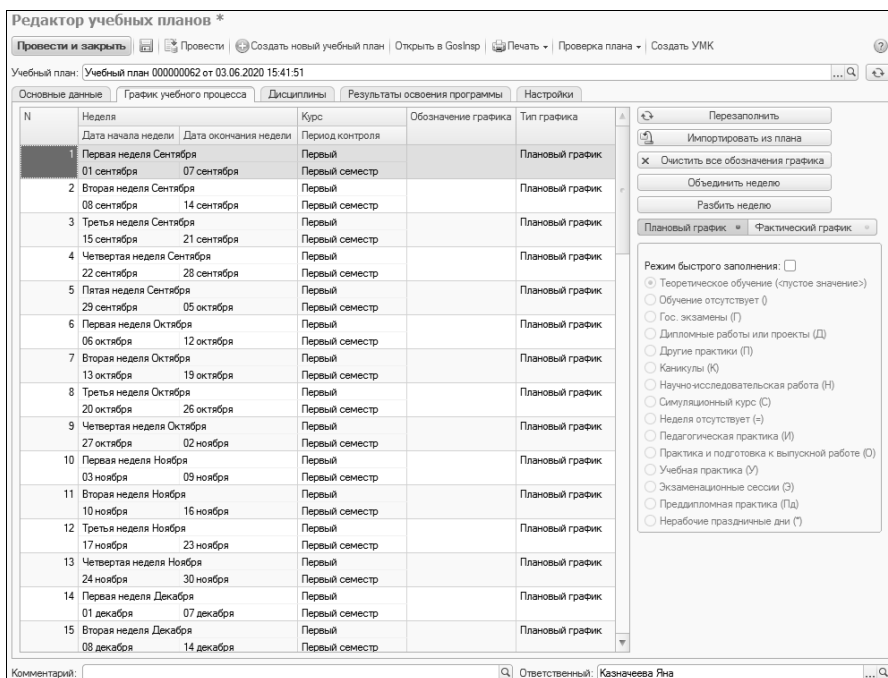 Редактор учебных планов *
Провести и закрыть Провести Создать новый учебный план Открыть в GosInsp Печать Проверка плана Создать УМК
Учебный план: Учебный план 000000062 от 03.06.2020 15:41:51
Основные данные График учебного процесса Дисциплины Результаты освоения программы Настройки
N Неделя Курс Обозначение графика Тип графика
Дата начала недели Дата окончания недели Период контроля
1 Первая неделя Сентября Первый Плановый график
01 сентября 07 сентября Первый семестр
2 Вторая неделя Сентября Первый Плановый график
08 сентября 14 сентября Первый семестр
3 Третья неделя Сентября Первый Плановый график
15 сентября 21 сентября Первый семестр
4 Четвертая неделя Сентября Первый Плановый график
22 сентября 28 сентября Первый семестр
5 Пятая неделя Сентября Первый Плановый график
29 сентября 05 октября Первый семестр
6 Первая неделя Октября Первый Плановый график
06 октября 12 октября Первый семестр
7 Вторая неделя Октября Первый Плановый график
13 октября 19 октября Первый семестр
8 Третья неделя Октября Первый Плановый график
20 октября 26 октября Первый семестр
9 Четвертая неделя Октября Первый Плановый график
27 октября 02 ноября Первый семестр
10 Первая неделя Ноября Первый Плановый график
03 ноября 09 ноября Первый семестр
11 Вторая неделя Ноября Первый Плановый график
10 ноября 16 ноября Первый семестр
12 Третья неделя Ноября Первый Плановый график
17 ноября 23 ноября Первый семестр
13 Четвертая неделя Ноября Первый Плановый график
24 ноября 30 ноября Первый семестр
14 Первая неделя Декабря Первый Плановый график
01 декабря 07 декабря Первый семестр
15 Вторая неделя Декабря Первый Плановый график
08 декабря 14 декабря Первый семестр
Перезаполнить
Импортировать из плана
Очистить все обозначения графика
Объединить неделю
Разбить неделю
Плановый график Фактический график
Режим быстрого заполнения:
Теоретическое обучение (<пустое значение>)
Обучение отсутствует ()
Гос. экзамены (Г)
Дипломные работы или проекты (Д)
Другие практики (П)
Каникулы (К)
Научно-исследовательская работа (Н)
Симуляционный курс (С)
Неделя отсутствует (=)
Педагогическая практика (И)
Практика и подготовка к выпускной работе (О)
Учебная практика (У)
Экзаменационные сессии (Э)
Преддипломная практика (Пд)
Нерабочие праздничные дни (*)
Комментарий: Ответственный: Казначеева Яна